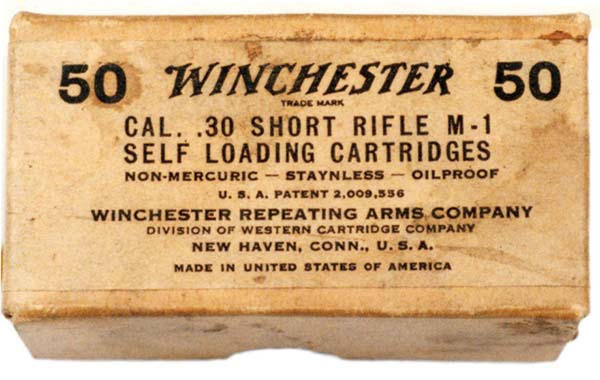 50 WINCHESTER 50
TRADE MARK
CAL. .30 SHORT RIFLE M-1
SELF LOADING CARTRIDGES
NON-MERCURIC — STAYNLESS — OILPROOF
U. S. A. PATENT 2,009,556
WINCHESTER REPEATING ARMS COMPANY
DIVISION OF WESTERN CARTRIDGE COMPANY
NEW HAVEN, CONN., U. S. A.
MADE IN UNITED STATES OF AMERICA